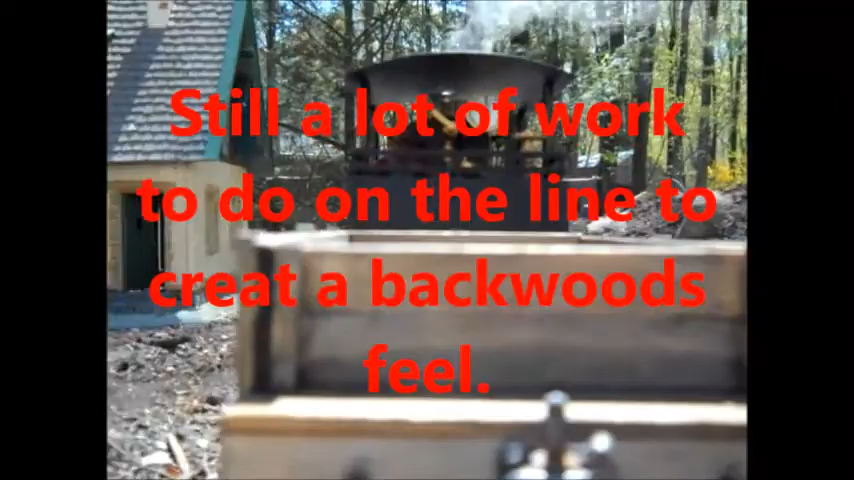 Still a lot of work
to do on the line to
creat a backwoods
feel.